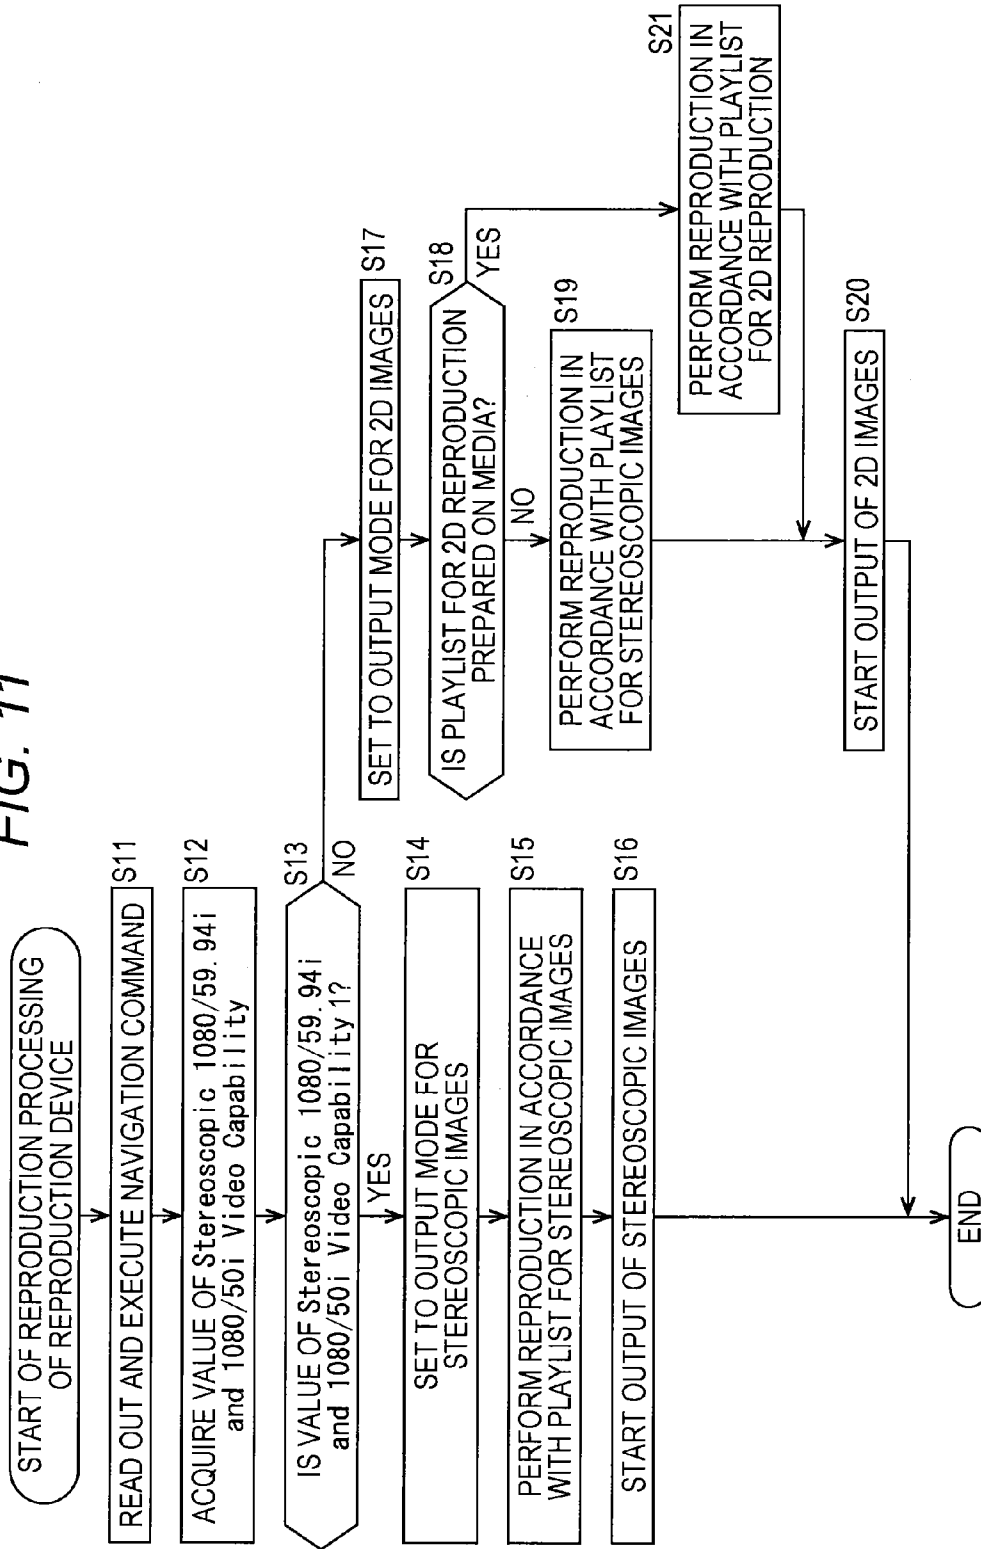 FIG. 11
START OF REPRODUCTION PROCESSING
OF REPRODUCTION DEVICE
S11
READ OUT AND EXECUTE NAVIGATION COMMAND
S12
ACQUIRE VALUE OF Stereoscopic 1080/59.94i
and 1080/50i Video Capability
S13
IS VALUE OF Stereoscopic 1080/59.94i
and 1080/50i Video Capability 1?
NO
YES
S14
SET TO OUTPUT MODE FOR
STEREOSCOPIC IMAGES
S15
PERFORM REPRODUCTION IN ACCORDANCE
WITH PLAYLIST FOR STEREOSCOPIC IMAGES
S16
START OUTPUT OF STEREOSCOPIC IMAGES
S17
SET TO OUTPUT MODE FOR 2D IMAGES
S18
IS PLAYLIST FOR 2D REPRODUCTION
PREPARED ON MEDIA?
YES
NO
S19
PERFORM REPRODUCTION IN
ACCORDANCE WITH PLAYLIST
FOR STEREOSCOPIC IMAGES
S21
PERFORM REPRODUCTION IN
ACCORDANCE WITH PLAYLIST
FOR 2D REPRODUCTION
S20
START OUTPUT OF 2D IMAGES
END